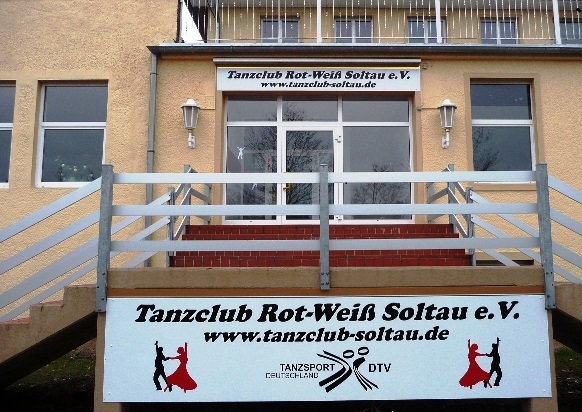 Tanzclub Rot-Weiß Soltau e.V.
www.tanzclub-soltau.de
Tanzclub Rot-Weiß Soltau e.V.
www.tanzclub-soltau.de
TANZSPORT DTV
DEUTSCHLAND